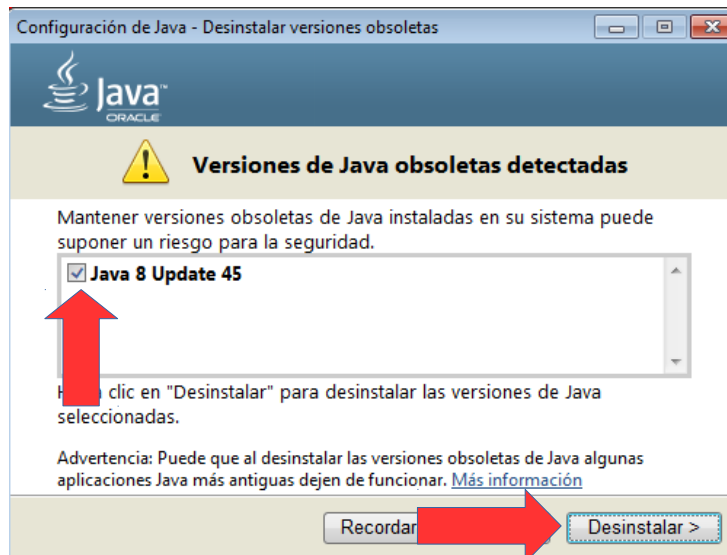 Configuración de Java - Desinstalar versiones obsoletas
Java™
ORACLE
Versiones de Java obsoletas detectadas
Mantener versiones obsoletas de Java instaladas en su sistema puede
suponer un riesgo para la seguridad.
Java 8 Update 45
clic en "Desinstalar" para desinstalar las versiones de Java
seleccionadas.
Advertencia: Puede que al desinstalar las versiones obsoletas de Java algunas
aplicaciones Java más antiguas dejen de funcionar. Más información
Recordar
Desinstalar >